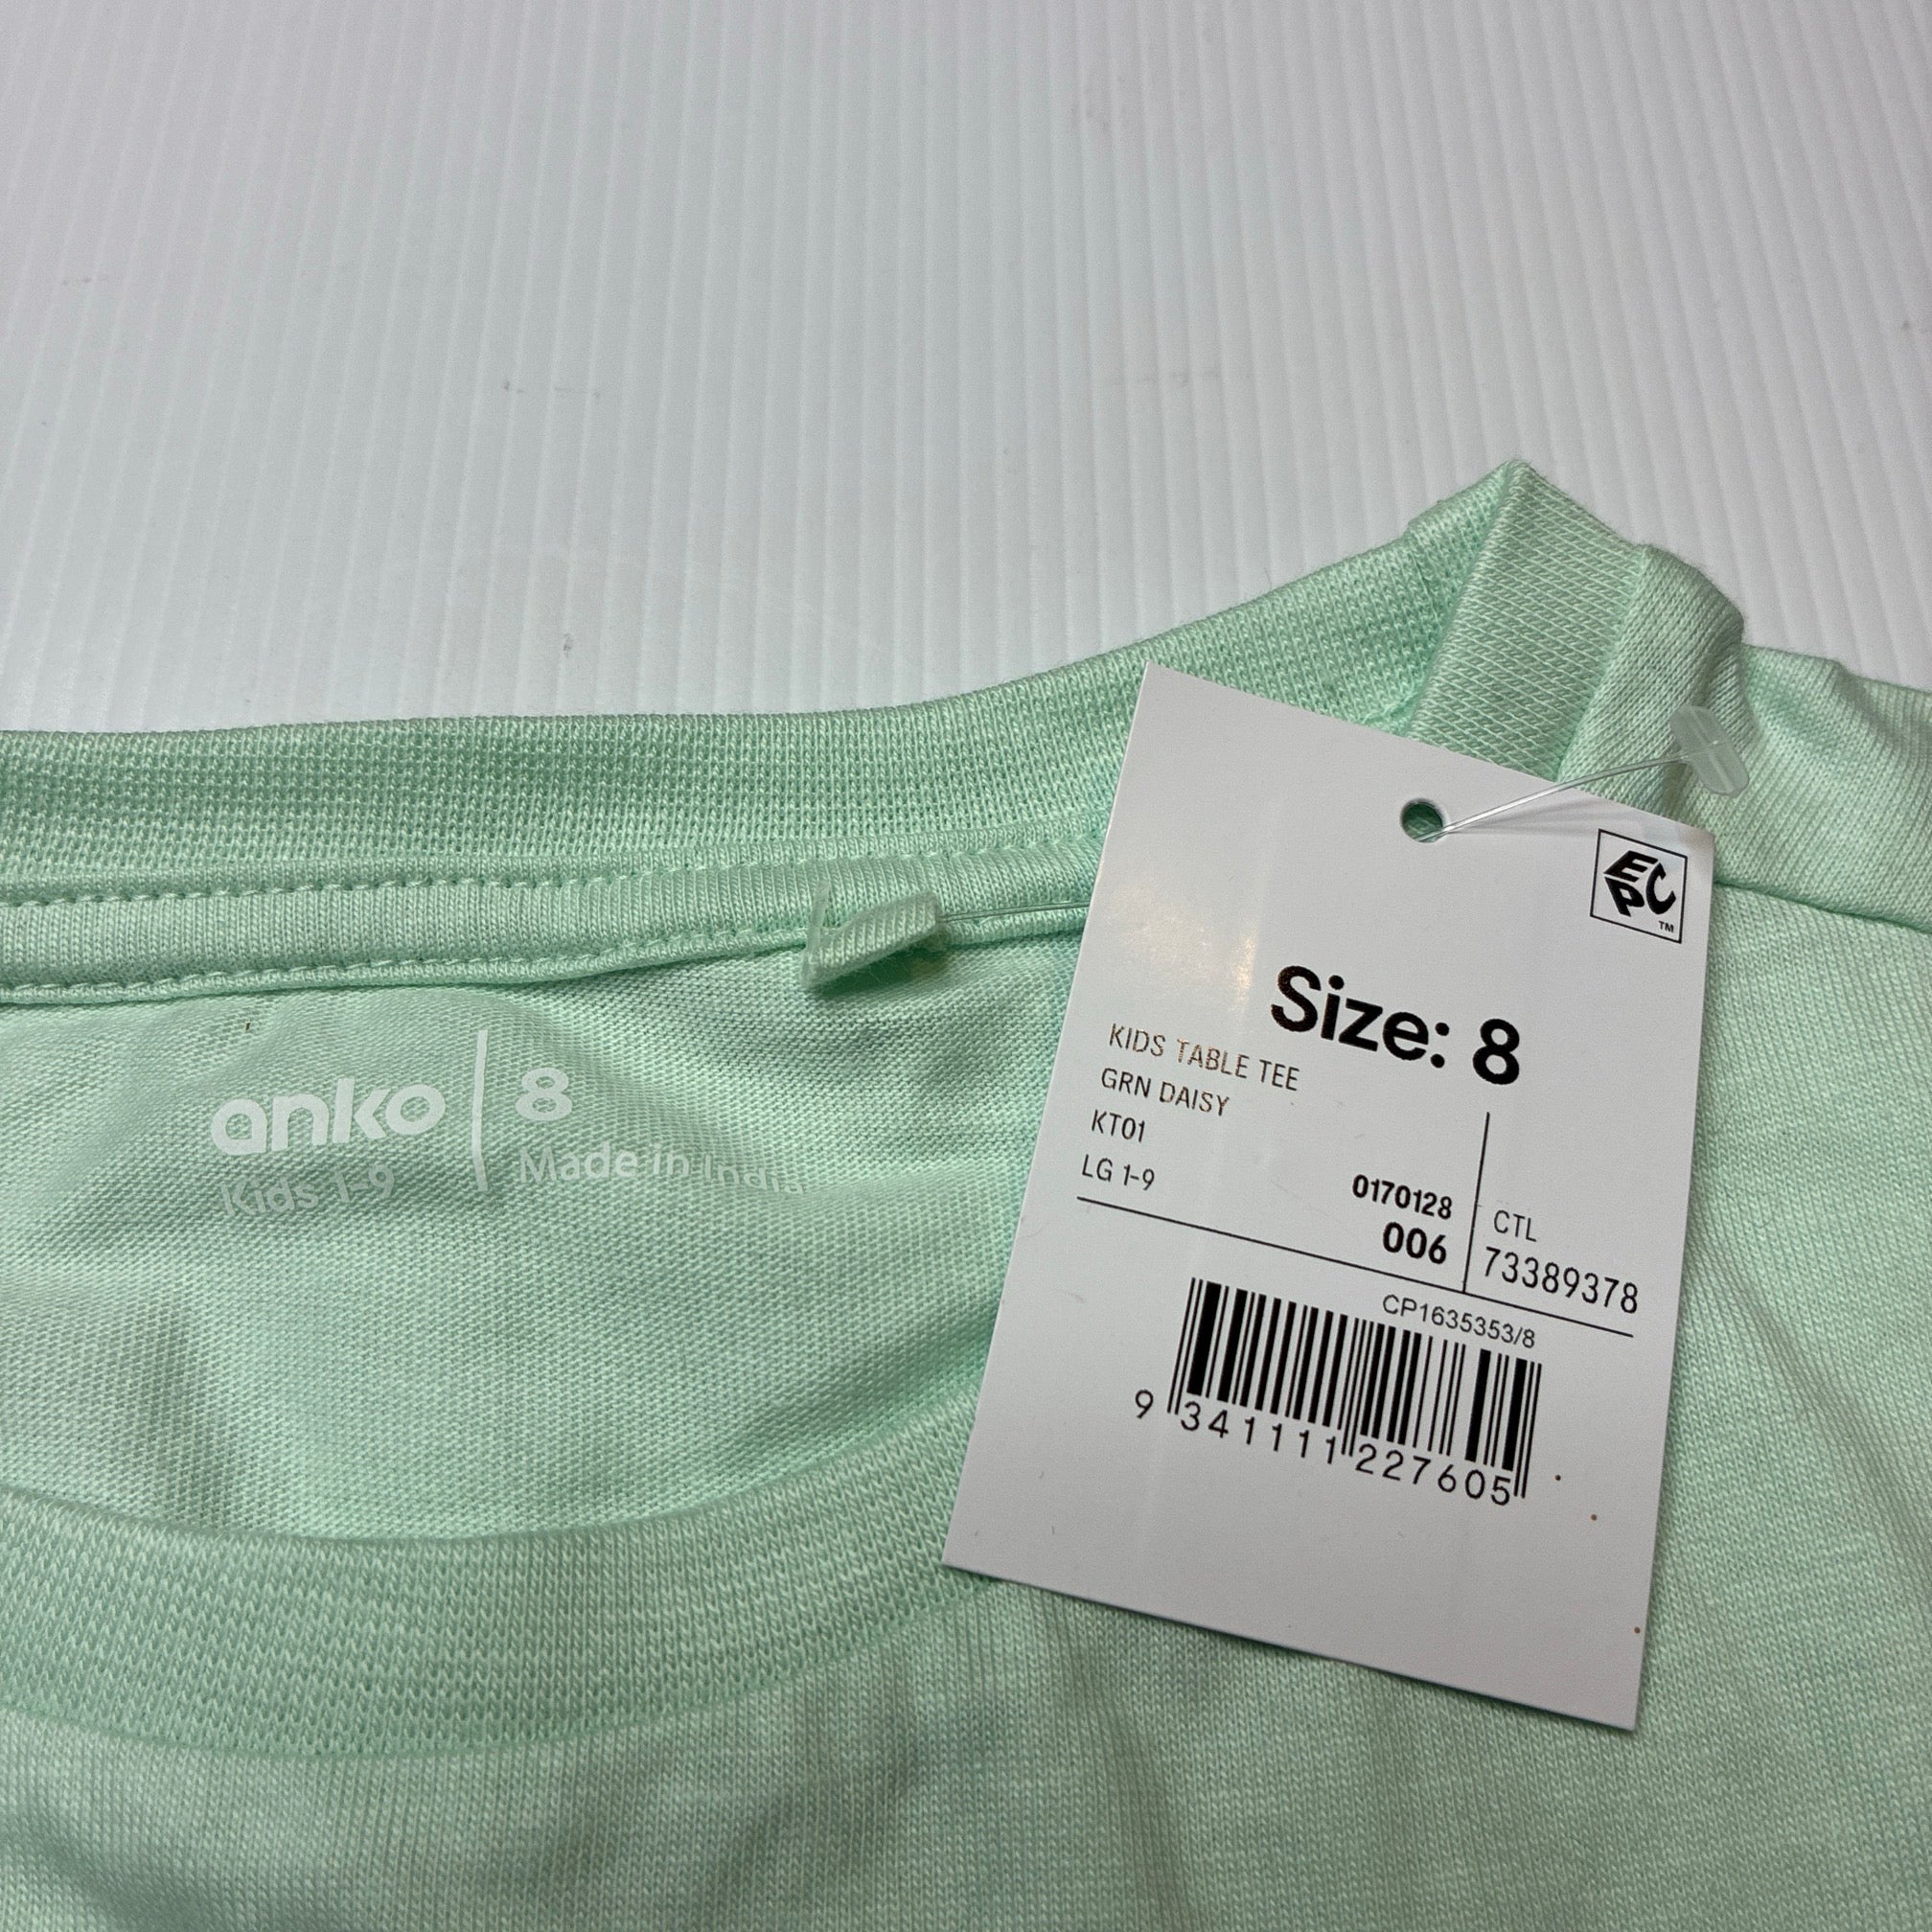 anko
8
Kids 1-9
Made in India
ECP
TM
Size: 8
KIDS TABLE TEE
GRN DAISY
KT01
LG 1-9
0170128
006
CTL
73389378
CP1635353/8
9 341111 227605